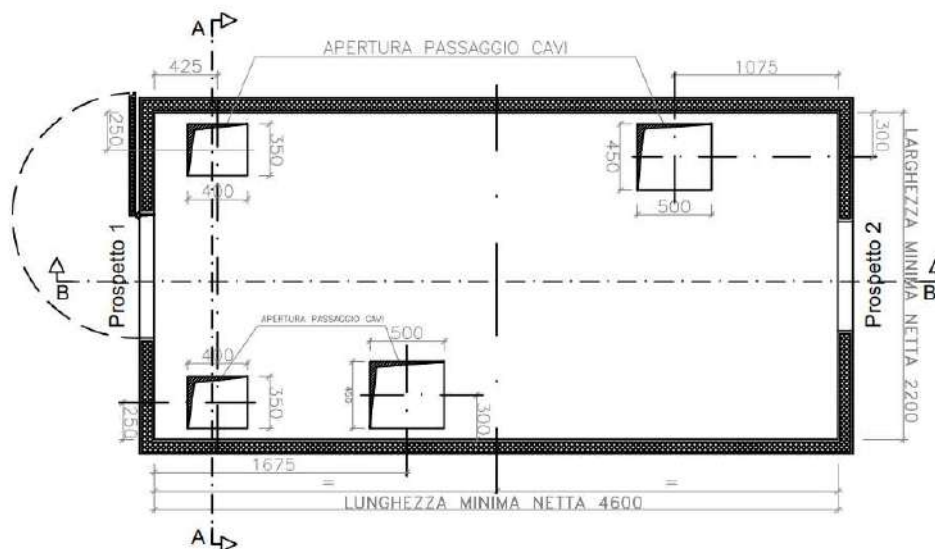 A
APERTURA PASSAGGIO CAVI
425
1075
250
350
450
300
400
500
LARGHEZZA MINIMA NETTA 2200
Prospetto 1
Prospetto 2
B
B
APERTURA PASSAGGIO CAVI
400
500
350
450
250
300
1675
=
=
LUNGHEZZA MINIMA NETTA 4600
A